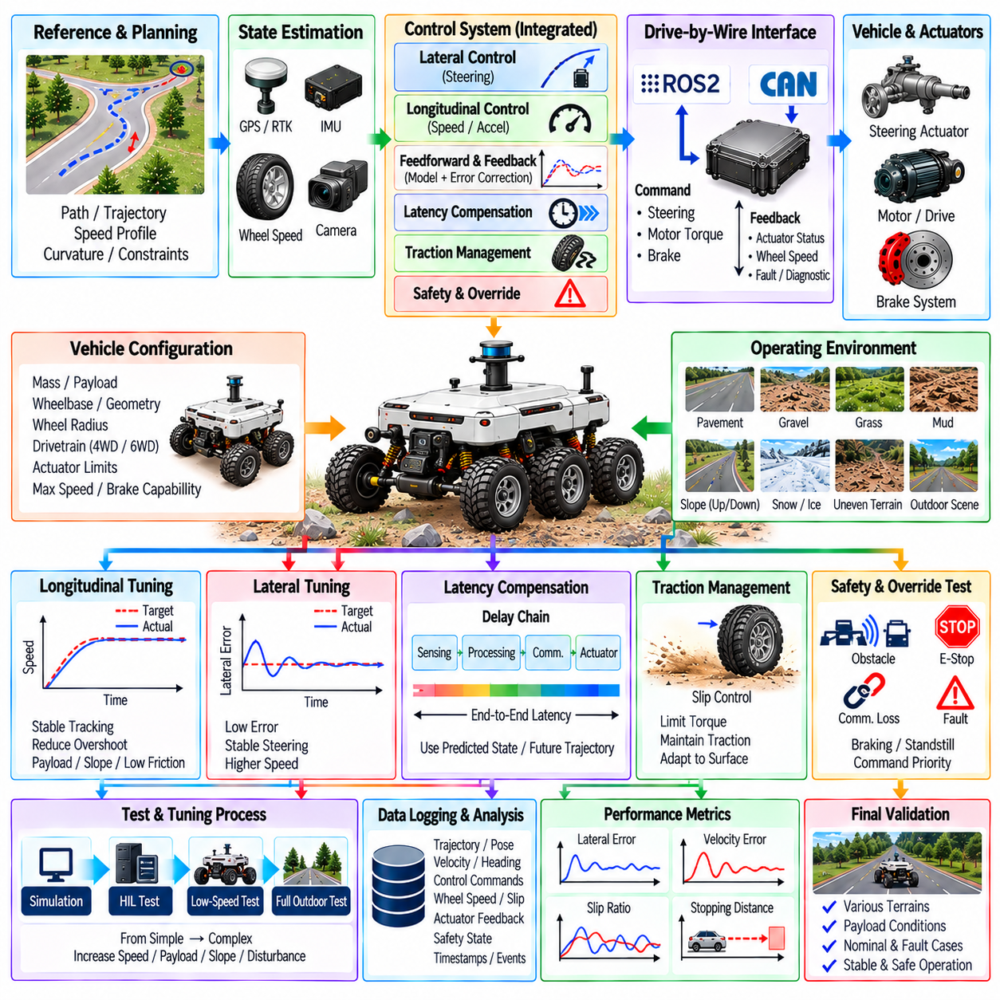 Reference & Planning
Path / Trajectory
Speed Profile
Curvature / Constraints
State Estimation
GPS / RTK
IMU
Wheel Speed
Camera
Control System (Integrated)
Lateral Control
(Steering)
Longitudinal Control
(Speed / Accel)
Feedforward & Feedback
(Model + Error Correction)
Latency Compensation
Traction Management
Safety & Override
Drive-by-Wire Interface
ROS2
CAN
Command
• Steering
• Motor Torque
• Brake
Feedback
• Actuator Status
• Wheel Speed
• Fault / Diagnostic
Vehicle & Actuators
Steering Actuator
Motor / Drive
Brake System
Vehicle Configuration
Mass / Payload
Wheelbase / Geometry
Wheel Radius
Drivetrain (4WD / 6WD)
Actuator Limits
Max Speed / Brake Capabillity
Operating Environment
Pavement
Gravel
Grass
Mud
Slope (Up/Down)
Snow / Ice
Uneven Terrain
Outdoor Scene
Longitudinal Tuning
Target
Actual
Speed
Time
Stable Tracking
Reduce Overshoot
Payload / Slope / Low Friction
Lateral Tuning
Target
Actual
Lateral Error
Time
Low Error
Stable Steering
Higher Speed
Latency Compensation
Delay Chain
Sensing
Processing
Comm.
Actuator
End-to-End Latency
Use Predicted State / Future Trajectory
Traction Management
Slip Control
Limit Torque
Maintain Traction
Adapt to Surface
Safety & Override Test
Obstacle
STOP
E-Stop
Comm. Loss
Fault
Braking / Standstill
Command Priority
Test & Tuning Process
Simulation
HIL Test
Low-Speed Test
Full Outdoor Test
From Simple → Complex
Increase Speed / Payload / Slope / Disturbance
Data Logging & Analysis
Trajectory / Pose
Velocity / Heading
Control Commands
Wheel Speed / Slip
Actuator Feedback
Safety State
Timestamps / Events
Performance Metrics
Lateral Error
Velocity Error
Slip Ratio
Stopping Distance
Final Validation
✓ Various Terrains
✓ Payload Conditions
✓ Nominal & Fault Cases
✓ Stable & Safe Operation